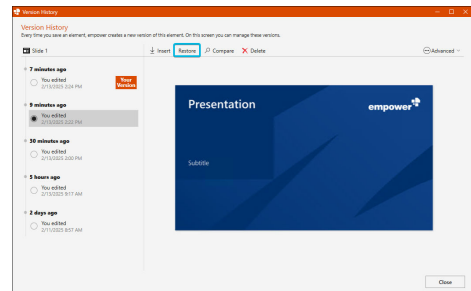 Version History
Version History
Every time you save an element, empower creates a new version of this element. On this screen you can manage these versions.
Slide 1
Insert Restore Compare Delete
Advanced
7 minutes ago
You edited
2/13/2025 2:24 PM
Your
Version
9 minutes ago
You edited
2/13/2025 2:22 PM
30 minutes ago
You edited
2/13/2025 2:00 PM
5 hours ago
You edited
2/13/2025 9:17 AM
2 days ago
You edited
2/11/2025 8:57 AM
Presentation
empower
Subtitle
Close